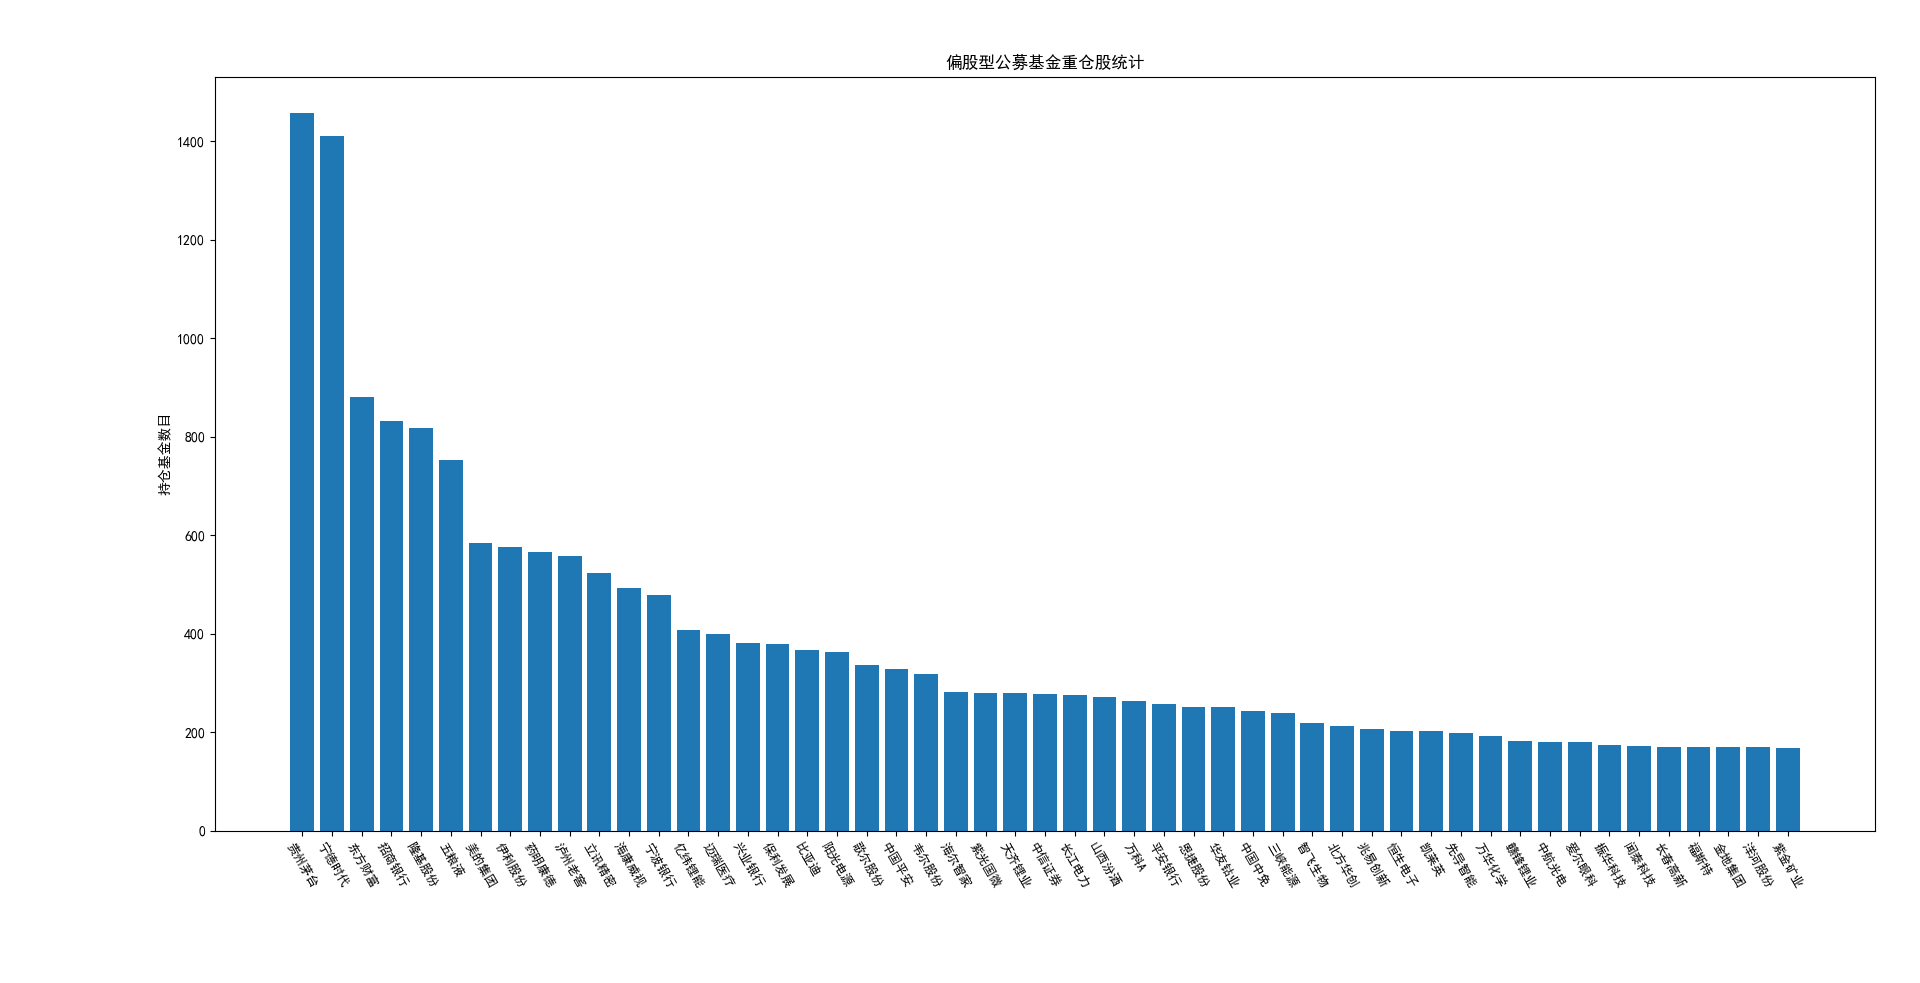 偏股型公募基金重仓股统计
持仓基金数目
1400
1200
1000
800
600
400
200
0
贵州茅台
宁德时代
东方财富
招商银行
隆基股份
五粮液
美的集团
伊利股份
药明康德
泸州老窖
立讯精密
海康威视
宁波银行
亿纬锂能
迈瑞医疗
兴业银行
保利发展
比亚迪
阳光电源
歌尔股份
中国平安
韦尔股份
海尔智家
紫光国微
天齐锂业
中信证券
长江电力
山西汾酒
万科A
平安银行
恩捷股份
华友钴业
中国中免
三峡能源
智飞生物
北方华创
兆易创新
恒生电子
凯莱英
先导智能
万华化学
赣锋锂业
中航光电
爱尔眼科
振华科技
闻泰科技
长春高新
福斯特
金地集团
洋河股份
紫金矿业